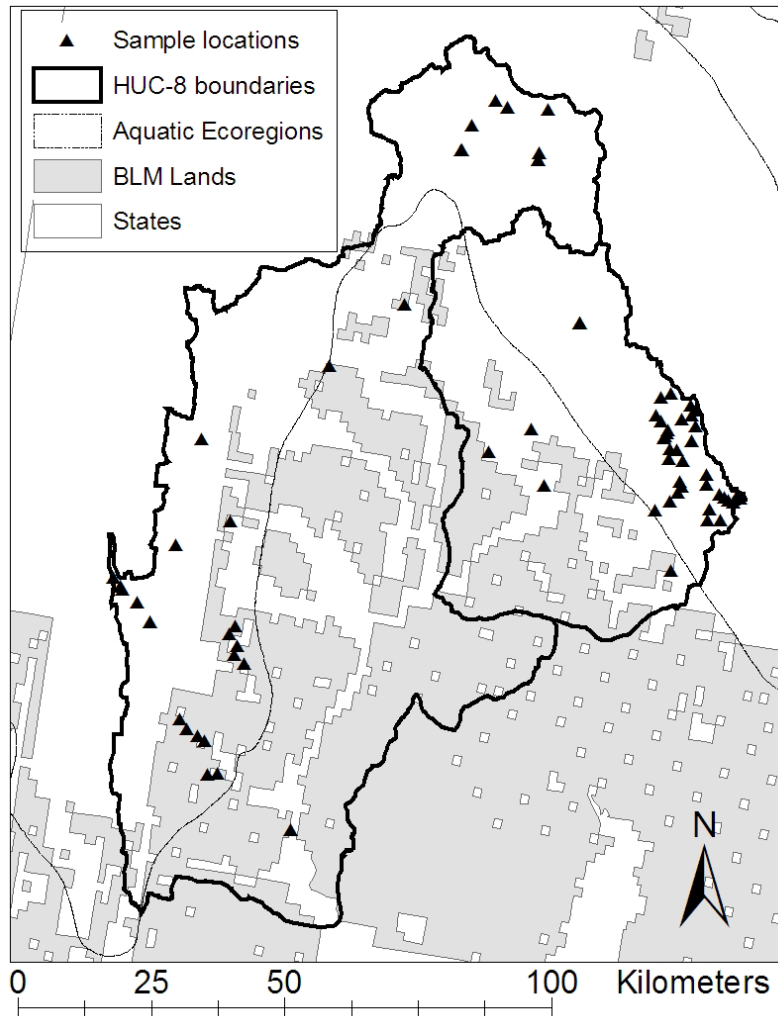 Sample locations
HUC-8 boundaries
Aquatic Ecoregions
BLM Lands
States
N
0 25 50 100 Kilometers